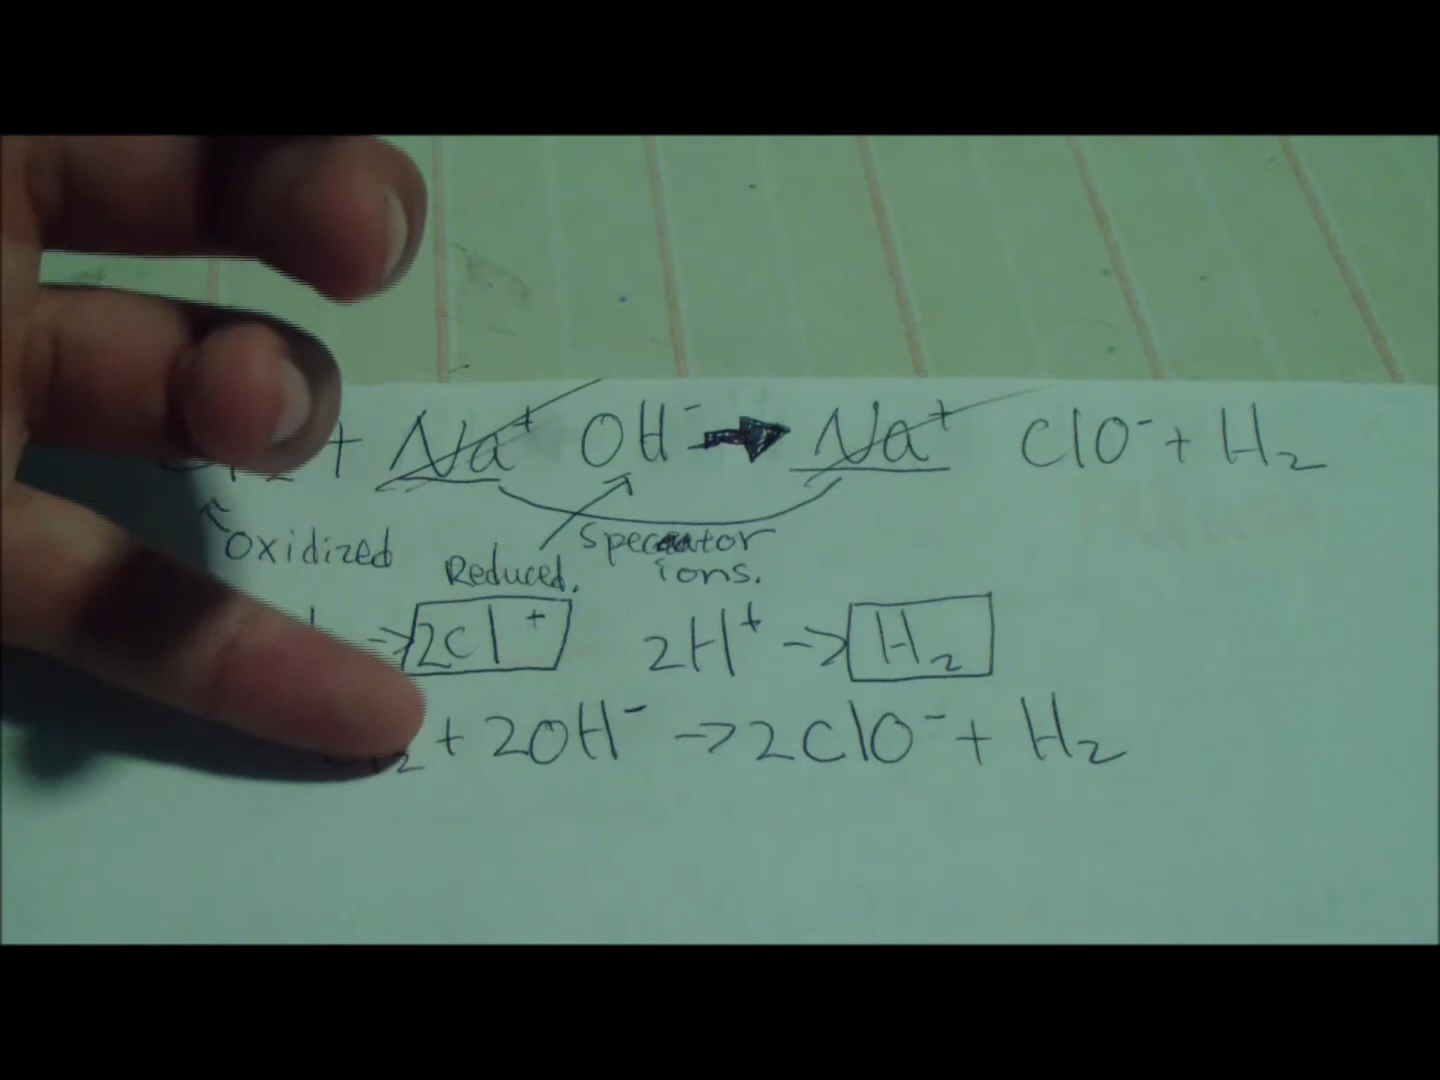 + Na⁺ OH⁻ → Na⁺ ClO⁻ + H₂
Oxidized
Reduced.
Spectator
ions.
→ 2Cl⁺ 2H⁺ → H₂
+ 2OH⁻ → 2ClO⁻ + H₂